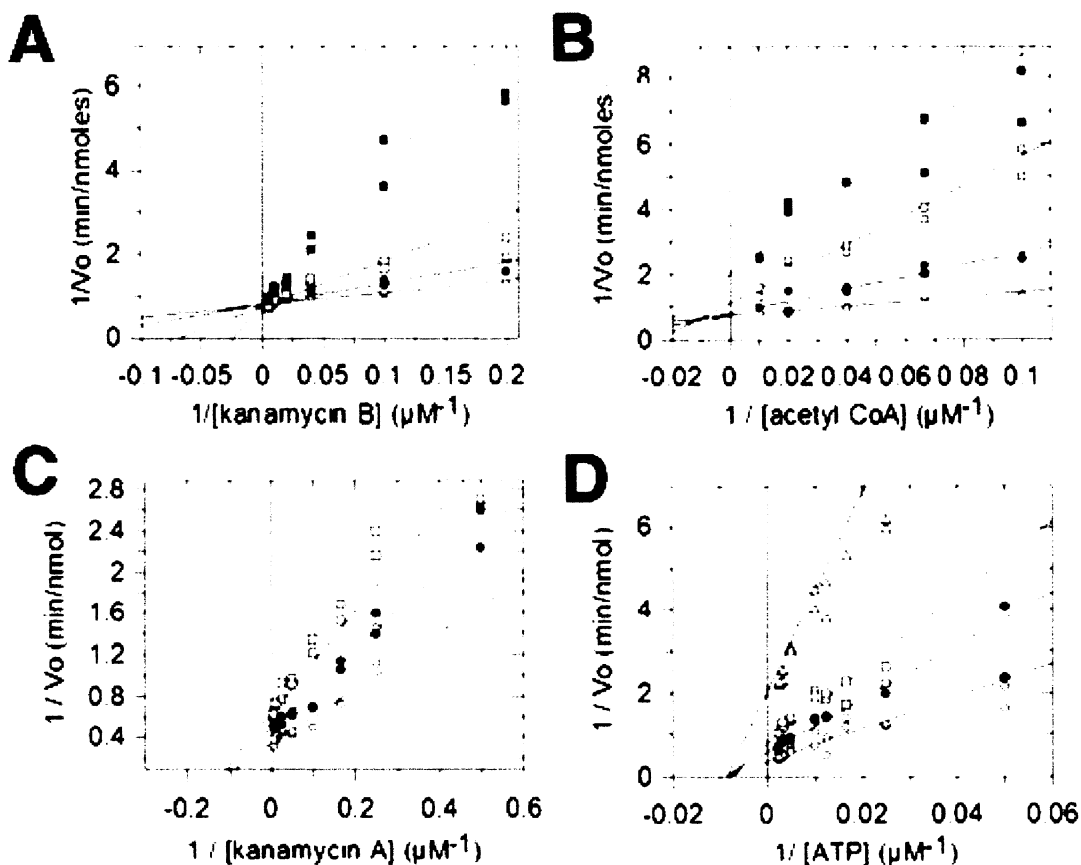 A
1/Vo (min/nmoles)
6
4
2
0
-0 1 -0.05 0 0 05 0 1 0.15 0.2
1/[kanamycin B] (µM-1)
B
1/Vo (min/nmoles)
8
6
4
2
0
-0.02 0 0.02 0 04 0 06 0 08 0 1
1 / [acetyl CoA] (µM-1)
C
1 / Vo (min/nmol)
2.8
2.4
2
1.6
1.2
0.8
0.4
-0.2 0 0.2 0.4 0.6
1 / [kanamycin A] (µM-1)
D
1 / Vo (min/nmol)
6
4
2
0
-0.02 0 0.02 0.04 0.06
1/ [ATP] (µM-1)